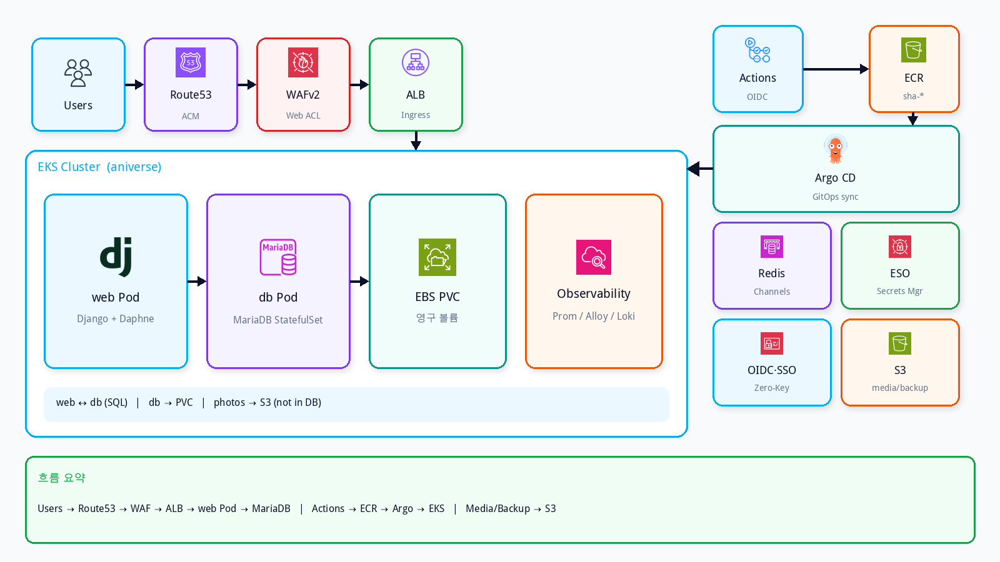 Users
53
Route53
ACM
WAFv2
Web ACL
ALB
Ingress
Actions
OIDC
ECR
sha-*
Argo CD
GitOps sync
EKS Cluster (aniverse)
dj
web Pod
Django + Daphne
MariaDB
db Pod
MariaDB StatefulSet
EBS PVC
영구 볼륨
Observability
Prom / Alloy / Loki
Redis
Channels
ESO
Secrets Mgr
OIDC·SSO
Zero-Key
S3
media/backup
web ↔ db (SQL) | db → PVC | photos → S3 (not in DB)
흐름 요약
Users → Route53 → WAF → ALB → web Pod → MariaDB | Actions → ECR → Argo → EKS | Media/Backup → S3